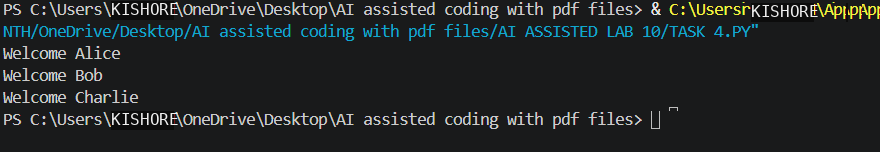 PS C:\Users\KISHORE\OneDrive\Desktop\AI assisted coding with pdf files> & C:\Users KISHORE\App
NTH/OneDrive/Desktop/AI assisted coding with pdf files/AI ASSISTED LAB 10/TASK 4.PY"
Welcome Alice
Welcome Bob
Welcome Charlie
PS C:\Users\KISHORE\OneDrive\Desktop\AI assisted coding with pdf files>